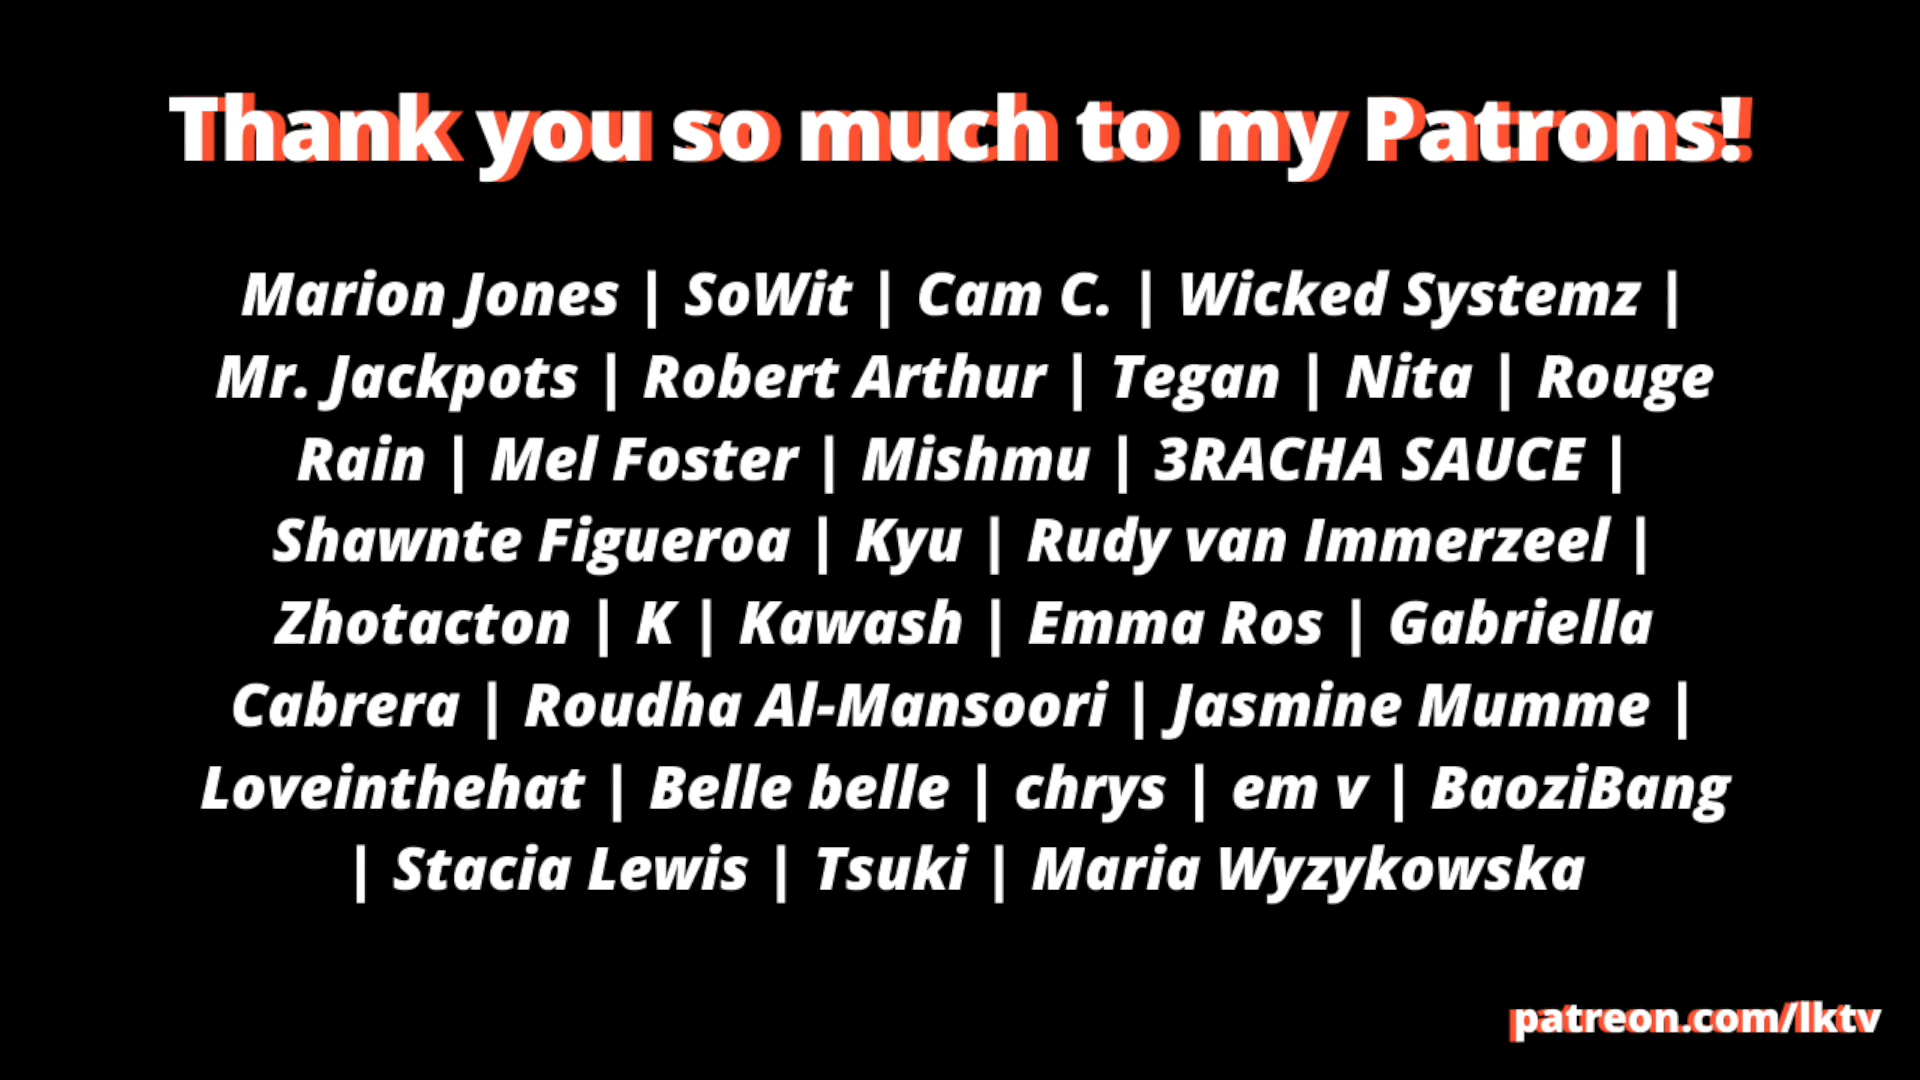 Thank you so much to my Patrons!
Marion Jones | SoWit | Cam C. | Wicked Systemz |
Mr. Jackpots | Robert Arthur | Tegan | Nita | Rouge
Rain | Mel Foster | Mishmu | 3RACHA SAUCE |
Shawnte Figueroa | Kyu | Rudy van Immerzeel |
Zhotacton | K | Kawash | Emma Ros | Gabriella
Cabrera | Roudha Al-Mansoori | Jasmine Mumme |
Loveinthehat | Belle belle | chrys | em v | BaoziBang
| Stacia Lewis | Tsuki | Maria Wyzykowska
patreon.com/lktv